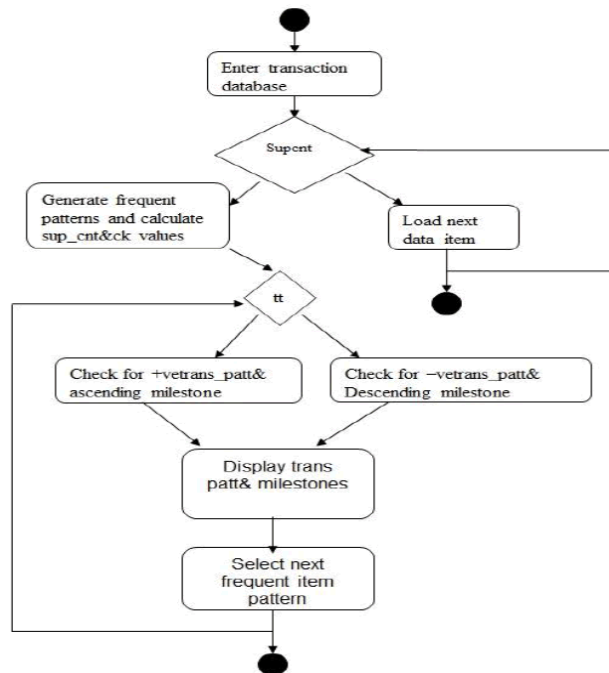 Enter transaction
database
Supcnt
Generate frequent
patterns and calculate
sup_cnt&ck values
Load next
data item
tt
Check for +vetrans_patt&
ascending milestone
Check for –vetrans_patt&
Descending milestone
Display trans
patt& milestones
Select next
frequent item
pattern